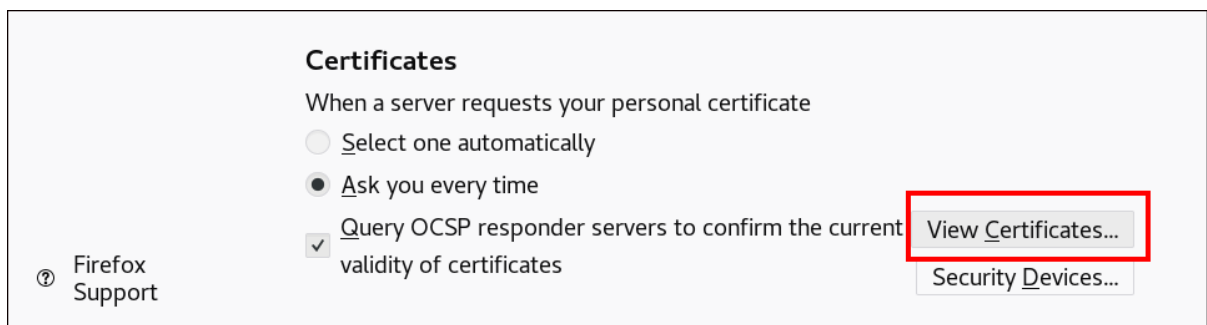 Certificates
When a server requests your personal certificate
Select one automatically
Ask you every time
Query OCSP responder servers to confirm the current
validity of certificates
View Certificates...
Security Devices...
Firefox
Support